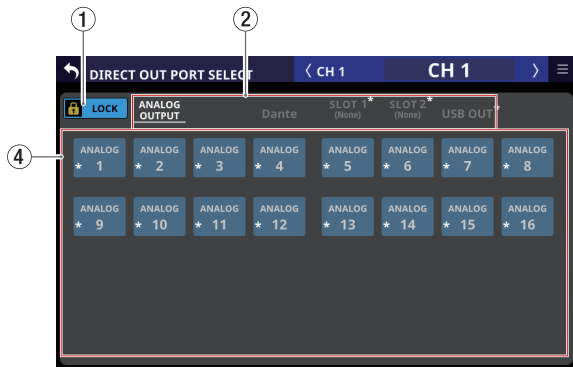 ① ②
DIRECT OUT PORT SELECT 〈 CH 1 CH 1 〉 ☰
LOCK ANALOG OUTPUT Dante SLOT 1* (None) SLOT 2* (None) USB OUT*
④
ANALOG ANALOG ANALOG ANALOG ANALOG ANALOG ANALOG ANALOG
* 1 * 2 * 3 * 4 * 5 * 6 * 7 * 8
ANALOG ANALOG ANALOG ANALOG ANALOG ANALOG ANALOG ANALOG
* 9 * 10 * 11 * 12 * 13 * 14 * 15 * 16